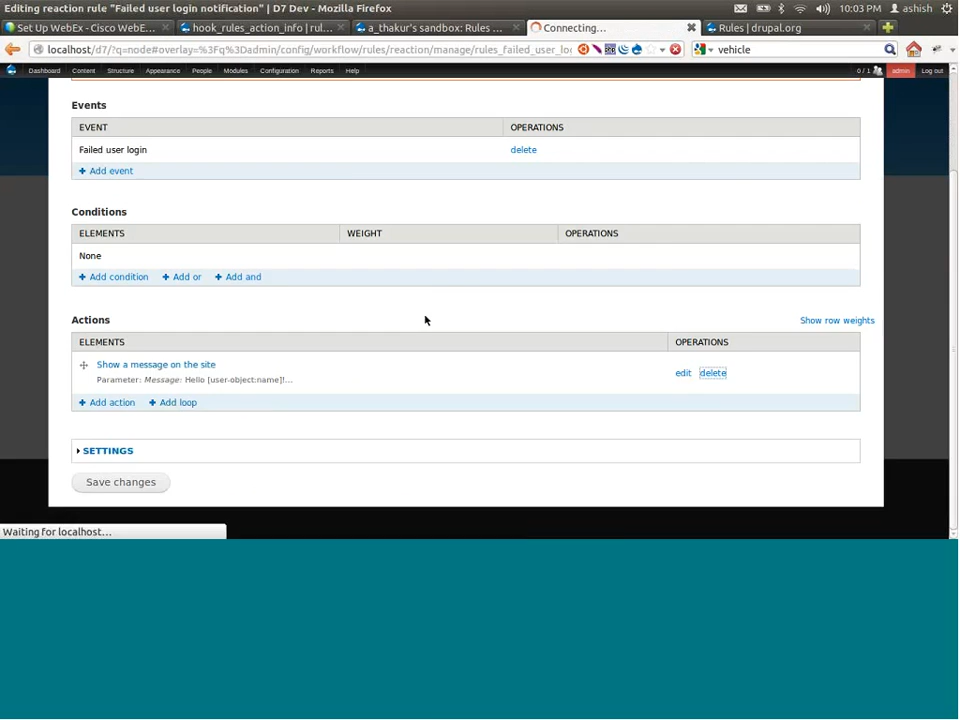 Editing reaction rule "Failed user login notification" | D7 Dev - Mozilla Firefox
10:03 PM ashish
Set Up WebEx - Cisco WebE... hook_rules_action_info | rul... a_thakur's sandbox: Rules ... Connecting... Rules | drupal.org
localhost/d7/?q=node#overlay=%3Fq%3Dadmin/config/workflow/rules/reaction/manage/rules_failed_user_lo vehicle
Dashboard Content Structure Appearance People Modules Configuration Reports Help 0 / 1 admin Log out
Events
EVENT OPERATIONS
Failed user login delete
Add event
Conditions
ELEMENTS WEIGHT OPERATIONS
None
Add condition Add or Add and
Actions Show row weights
ELEMENTS OPERATIONS
Show a message on the site
Parameter: Message: Hello [user-object:name]!...
edit delete
Add action Add loop
SETTINGS
Save changes
Waiting for localhost...